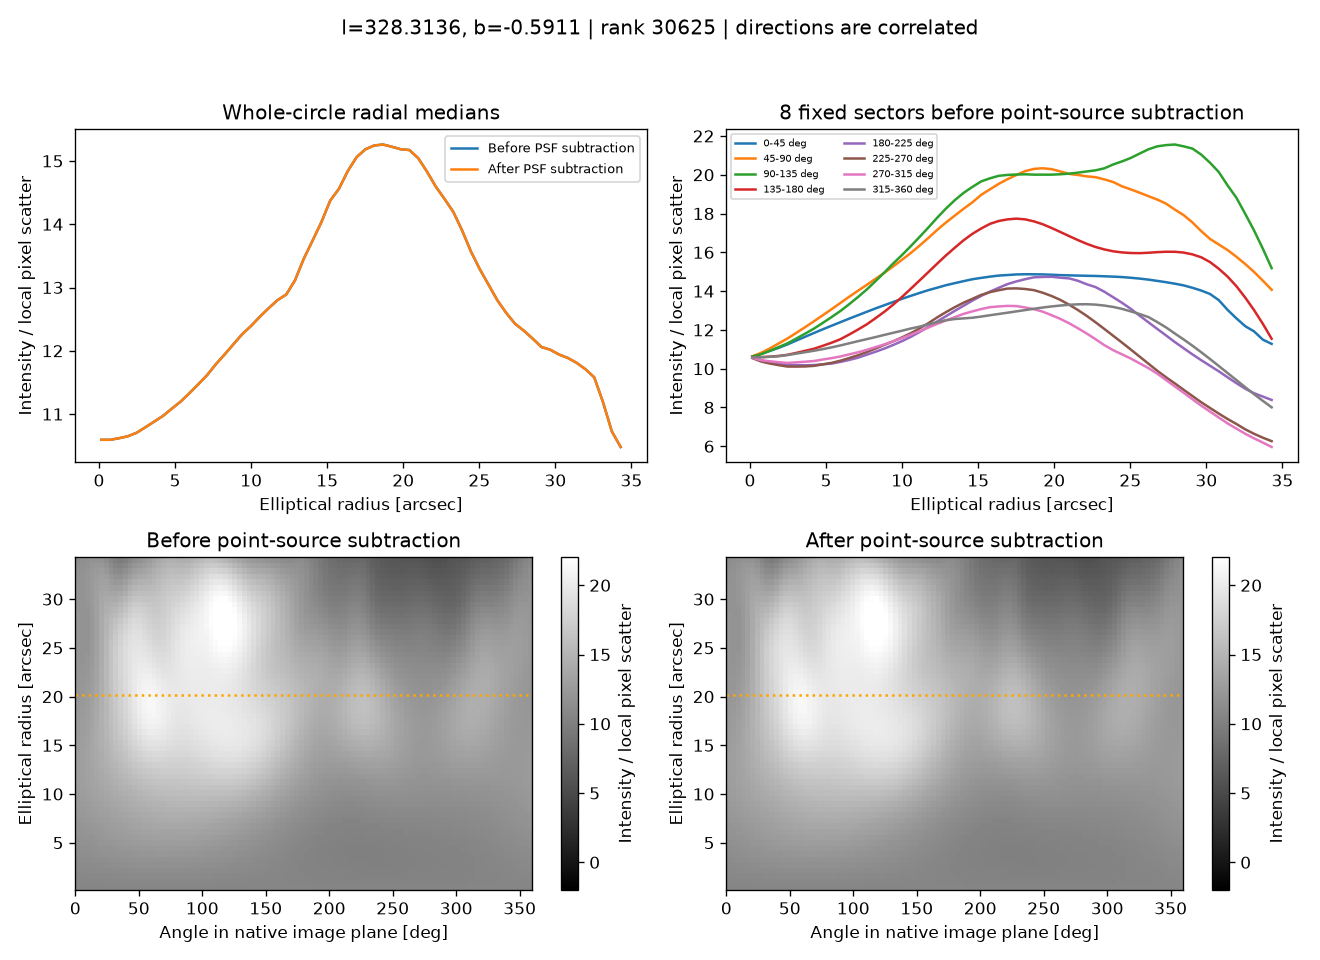 l=328.3136, b=-0.5911 | rank 30625 | directions are correlated
Whole-circle radial medians
Intensity / local pixel scatter
15
14
13
12
11
Before PSF subtraction
After PSF subtraction
0 5 10 15 20 25 30 35
Elliptical radius [arcsec]
8 fixed sectors before point-source subtraction
Intensity / local pixel scatter
22
20
18
16
14
12
10
8
6
0-45 deg
45-90 deg
90-135 deg
135-180 deg
180-225 deg
225-270 deg
270-315 deg
315-360 deg
0 5 10 15 20 25 30 35
Elliptical radius [arcsec]
Before point-source subtraction
Elliptical radius [arcsec]
30
25
20
15
10
5
0 50 100 150 200 250 300 350
Angle in native image plane [deg]
20
15
10
5
0
Intensity / local pixel scatter
After point-source subtraction
Elliptical radius [arcsec]
30
25
20
15
10
5
0 50 100 150 200 250 300 350
Angle in native image plane [deg]
20
15
10
5
0
Intensity / local pixel scatter